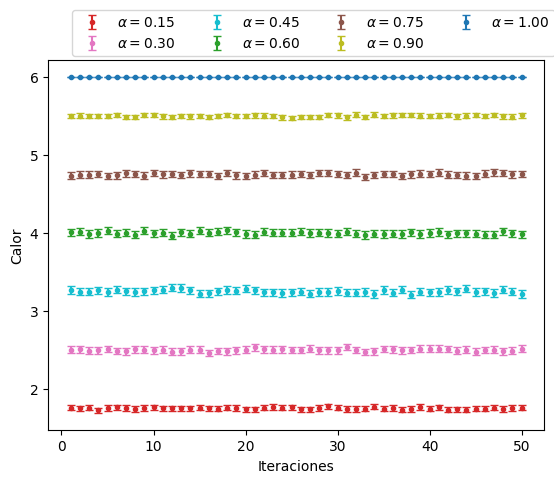 α = 0.15 α = 0.45 α = 0.75 α = 1.00
α = 0.30 α = 0.60 α = 0.90
6
5
4
3
2
Calor
0 10 20 30 40 50
Iteraciones